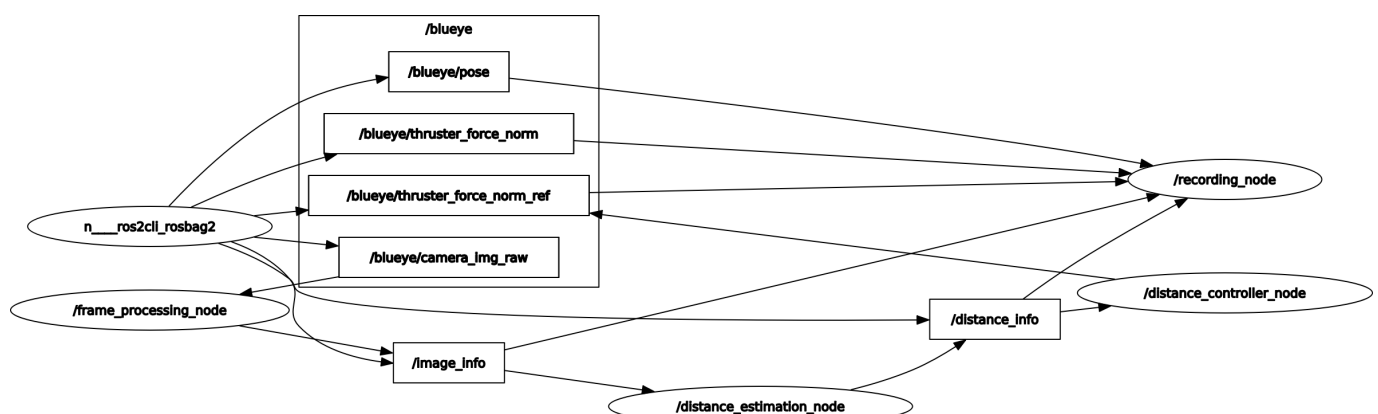 /blueye
/blueye/pose
/blueye/thruster_force_norm
/recording_node
/blueye/thruster_force_norm_ref
n___ros2cli_rosbag2
/blueye/camera_img_raw
/distance_controller_node
/frame_processing_node
/distance_info
/image_info
/distance_estimation_node